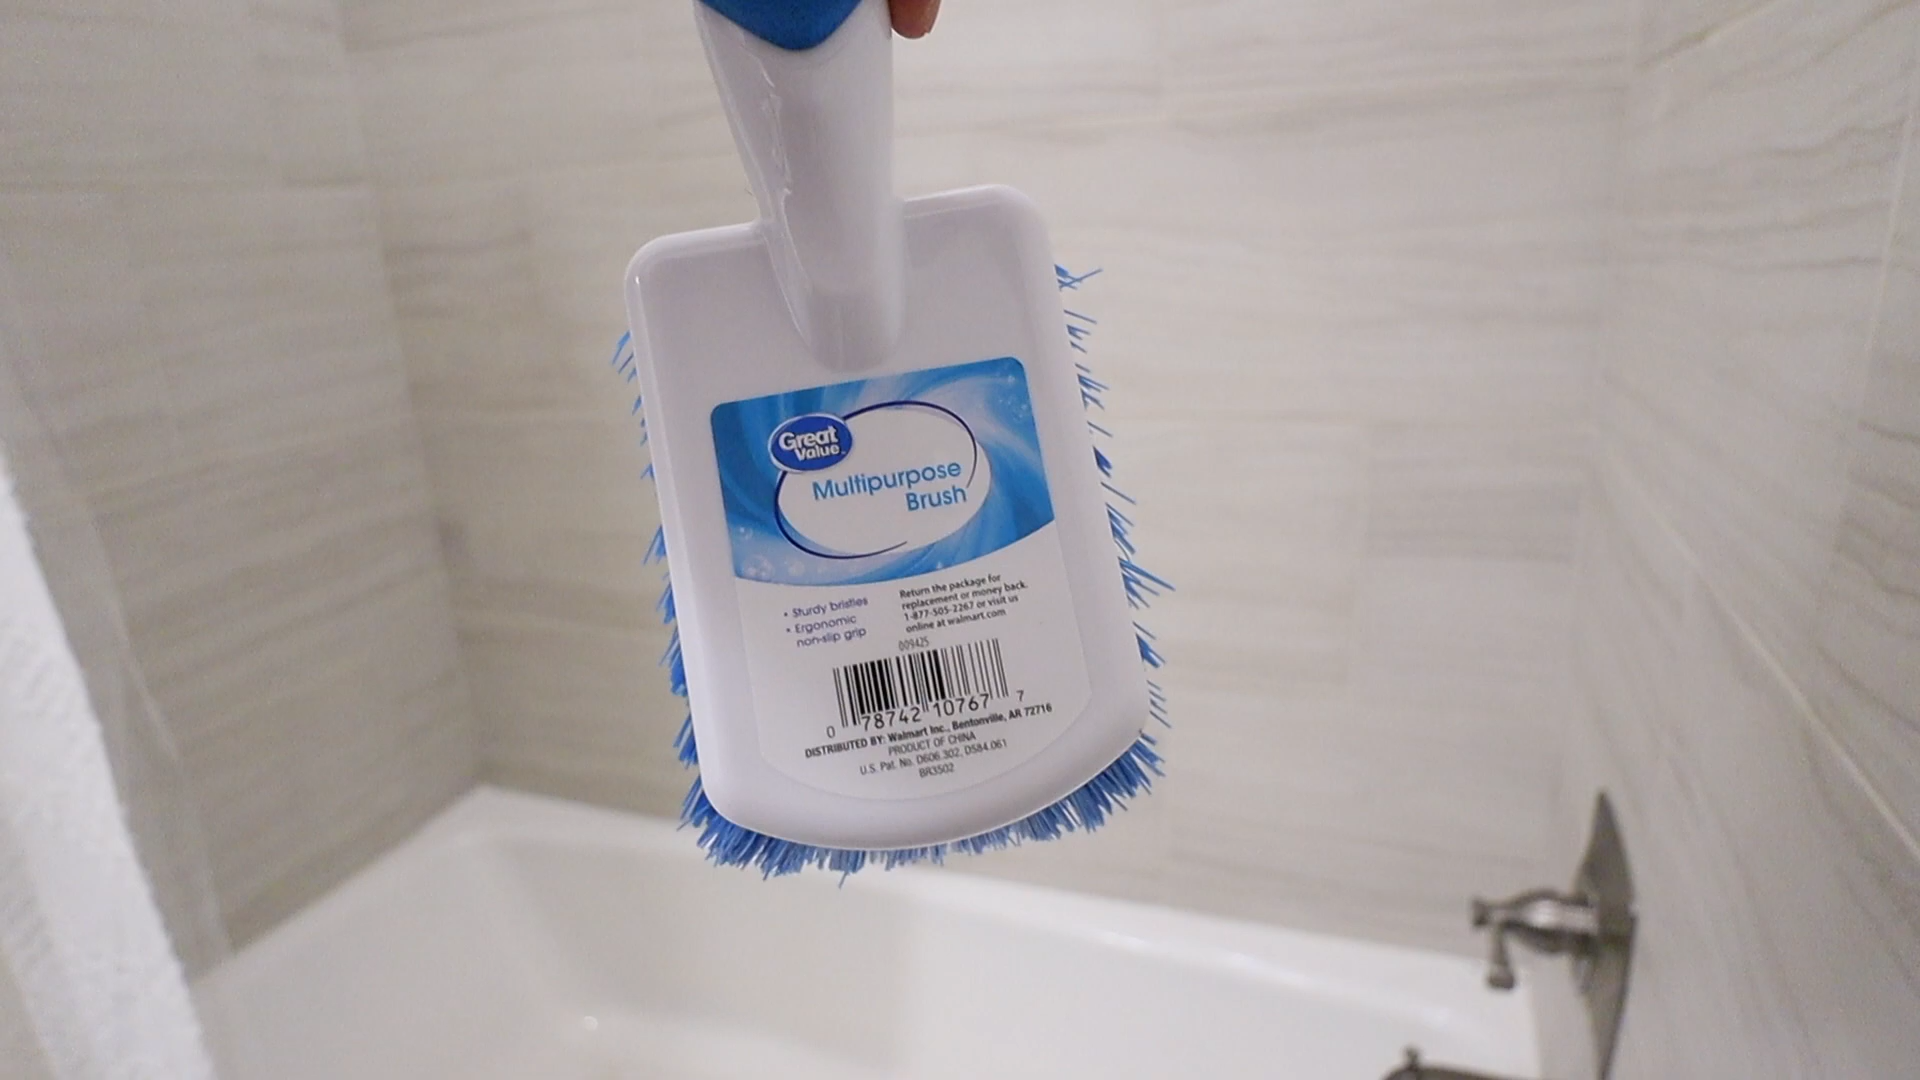 Great
Value
Multipurpose
Brush
• Sturdy bristles
• Ergonomic
non-slip grip
Return the package for
replacement or money back.
1-877-505-2267 or visit us
online at walmart.com
009425
0 78742 10767 7
DISTRIBUTED BY: Walmart Inc., Bentonville, AR 72716
PRODUCT OF CHINA
U.S. Pat. No. D606.302, D584.061
BR3502